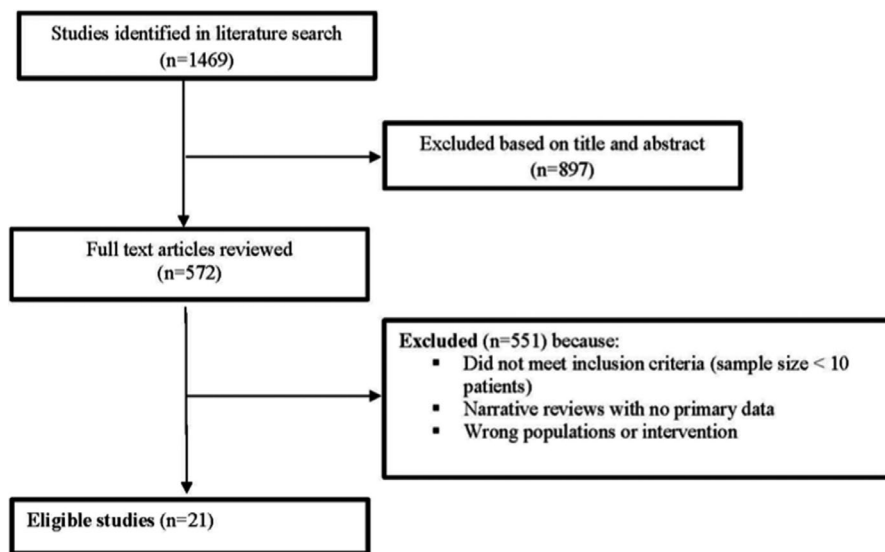 Studies identified in literature search
(n=1469)
Excluded based on title and abstract
(n=897)
Full text articles reviewed
(n=572)
Excluded (n=551) because:
▪ Did not meet inclusion criteria (sample size < 10
patients)
▪ Narrative reviews with no primary data
▪ Wrong populations or intervention
Eligible studies (n=21)